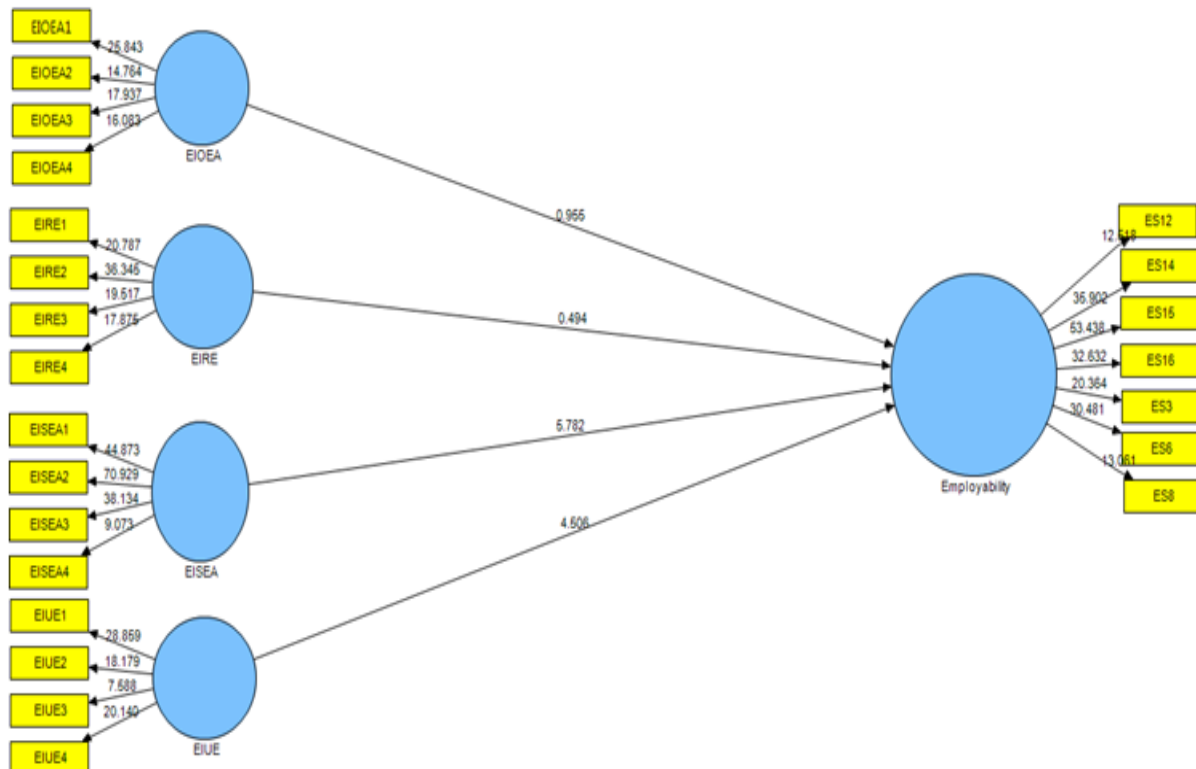 EIOEA1
25.843
EIOEA2
14.764
EIOEA3
17.937
EIOEA4
16.083
EIOEA
0.955
EIRE1
20.787
EIRE2
36.346
EIRE3
19.517
EIRE4
17.875
EIRE
0.494
EISEA1
44.873
EISEA2
70.929
EISEA3
38.134
EISEA4
9.073
EISEA
5.782
EIUE1
28.859
EIUE2
18.179
EIUE3
7.588
EIUE4
20.140
EIUE
4.506
Employability
ES12
12.518
ES14
36.902
ES15
53.438
ES16
32.632
ES3
20.364
ES6
30.481
ES8
13.061